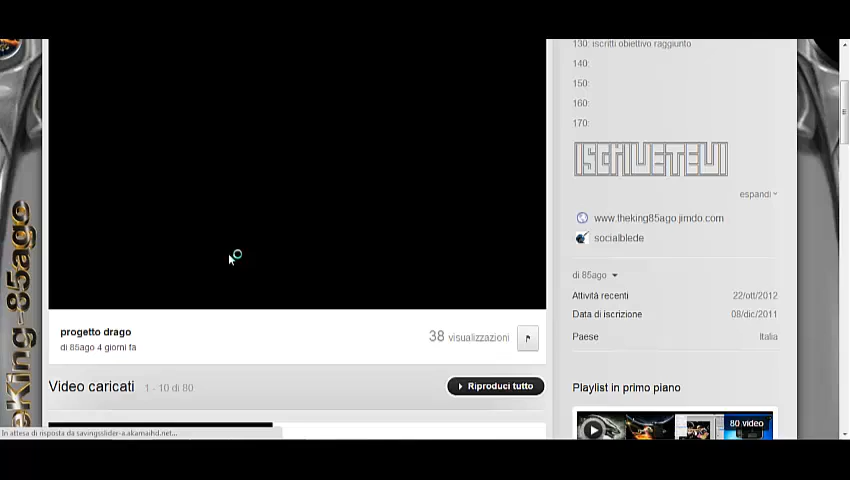 130: iscritti obiettivo raggiunto
140:
150:
160:
170:
ISCRIVETEVI
espandi
www.theking85ago.jimdo.com
socialblede
di 85ago
Attività recenti 22/ott/2012
Data di iscrizione 08/dic/2011
Paese Italia
progetto drago
di 85ago 4 giorni fa
38 visualizzazioni
Video caricati 1 - 10 di 80
Riproduci tutto
Playlist in primo piano
80 video
In attesa di risposta da savingsslider-a.akamaihd.net...
eKing-85ago